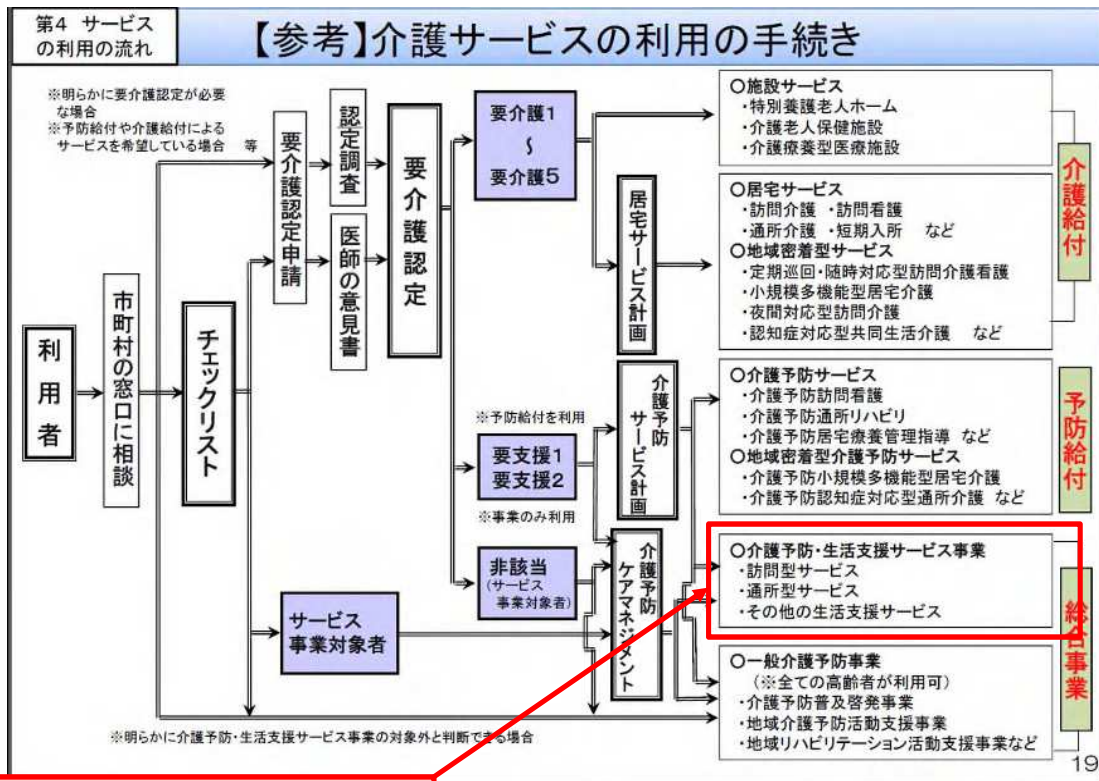 第4 サービス
の利用の流れ
【参考】介護サービスの利用の手続き
※明らかに要介護認定が必要
な場合
※予防給付や介護給付による
サービスを希望している場合 等
利用者
市町村の窓口に相談
チェックリスト
要介護認定申請
認定調査
医師の意見書
要介護認定
要介護1
〜
要介護5
※予防給付を利用
要支援1
要支援2
※事業のみ利用
非該当
(サービス
事業対象者)
サービス
事業対象者
居宅サービス計画
介護予防
サービス計画
介護予防
ケアマネジメント
○施設サービス
・特別養護老人ホーム
・介護老人保健施設
・介護療養型医療施設
○居宅サービス
・訪問介護 ・訪問看護
・通所介護 ・短期入所 など
○地域密着型サービス
・定期巡回・随時対応型訪問介護看護
・小規模多機能型居宅介護
・夜間対応型訪問介護
・認知症対応型共同生活介護 など
介護給付
○介護予防サービス
・介護予防訪問看護
・介護予防通所リハビリ
・介護予防居宅療養管理指導 など
○地域密着型介護予防サービス
・介護予防小規模多機能型居宅介護
・介護予防認知症対応型通所介護 など
予防給付
○介護予防・生活支援サービス事業
・訪問型サービス
・通所型サービス
・その他の生活支援サービス
○一般介護予防事業
(※全ての高齢者が利用可)
・介護予防普及啓発事業
・地域介護予防活動支援事業
・地域リハビリテーション活動支援事業など
総合事業
※明らかに介護予防・生活支援サービス事業の対象外と判断できる場合
19